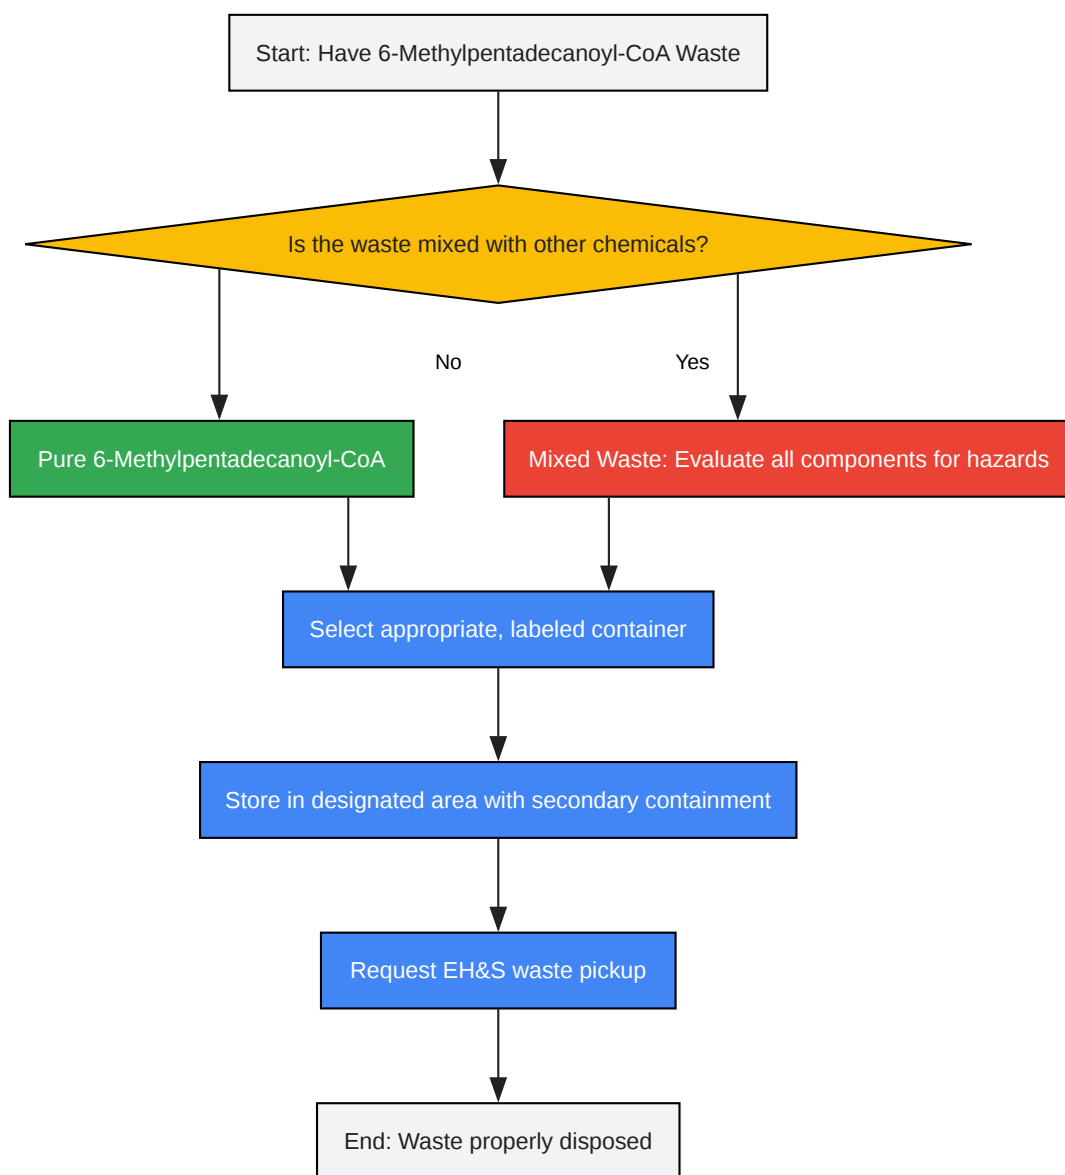 Start: Have 6-Methylpentadecanoyl-CoA Waste
Is the waste mixed with other chemicals?
No
Yes
Pure 6-Methylpentadecanoyl-CoA
Mixed Waste: Evaluate all components for hazards
Select appropriate, labeled container
Store in designated area with secondary containment
Request EH&S waste pickup
End: Waste properly disposed